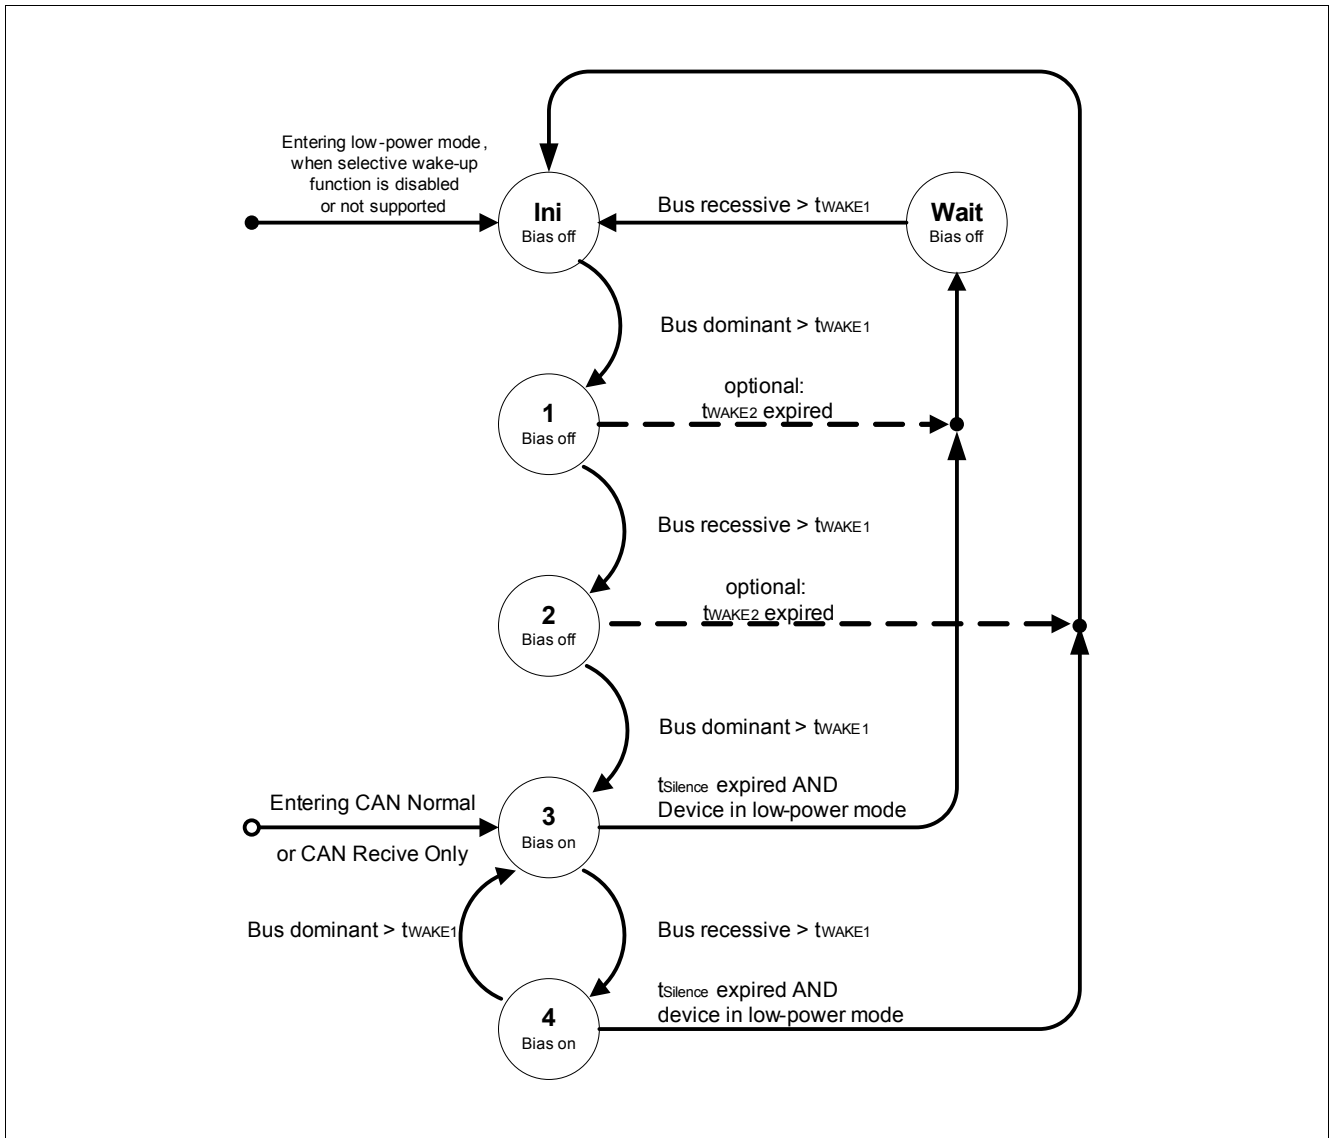 Entering low-power mode,
when selective wake-up
function is disabled
or not supported
Ini
Bias off
Bus recessive > tWAKE1
Wait
Bias off
Bus dominant > tWAKE1
1
Bias off
optional:
tWAKE2 expired
Bus recessive > tWAKE1
2
Bias off
optional:
tWAKE2 expired
Bus dominant > tWAKE1
Entering CAN Normal
or CAN Recive Only
3
Bias on
tSilence expired AND
Device in low-power mode
Bus dominant > tWAKE1
Bus recessive > tWAKE1
4
Bias on
tSilence expired AND
device in low-power mode